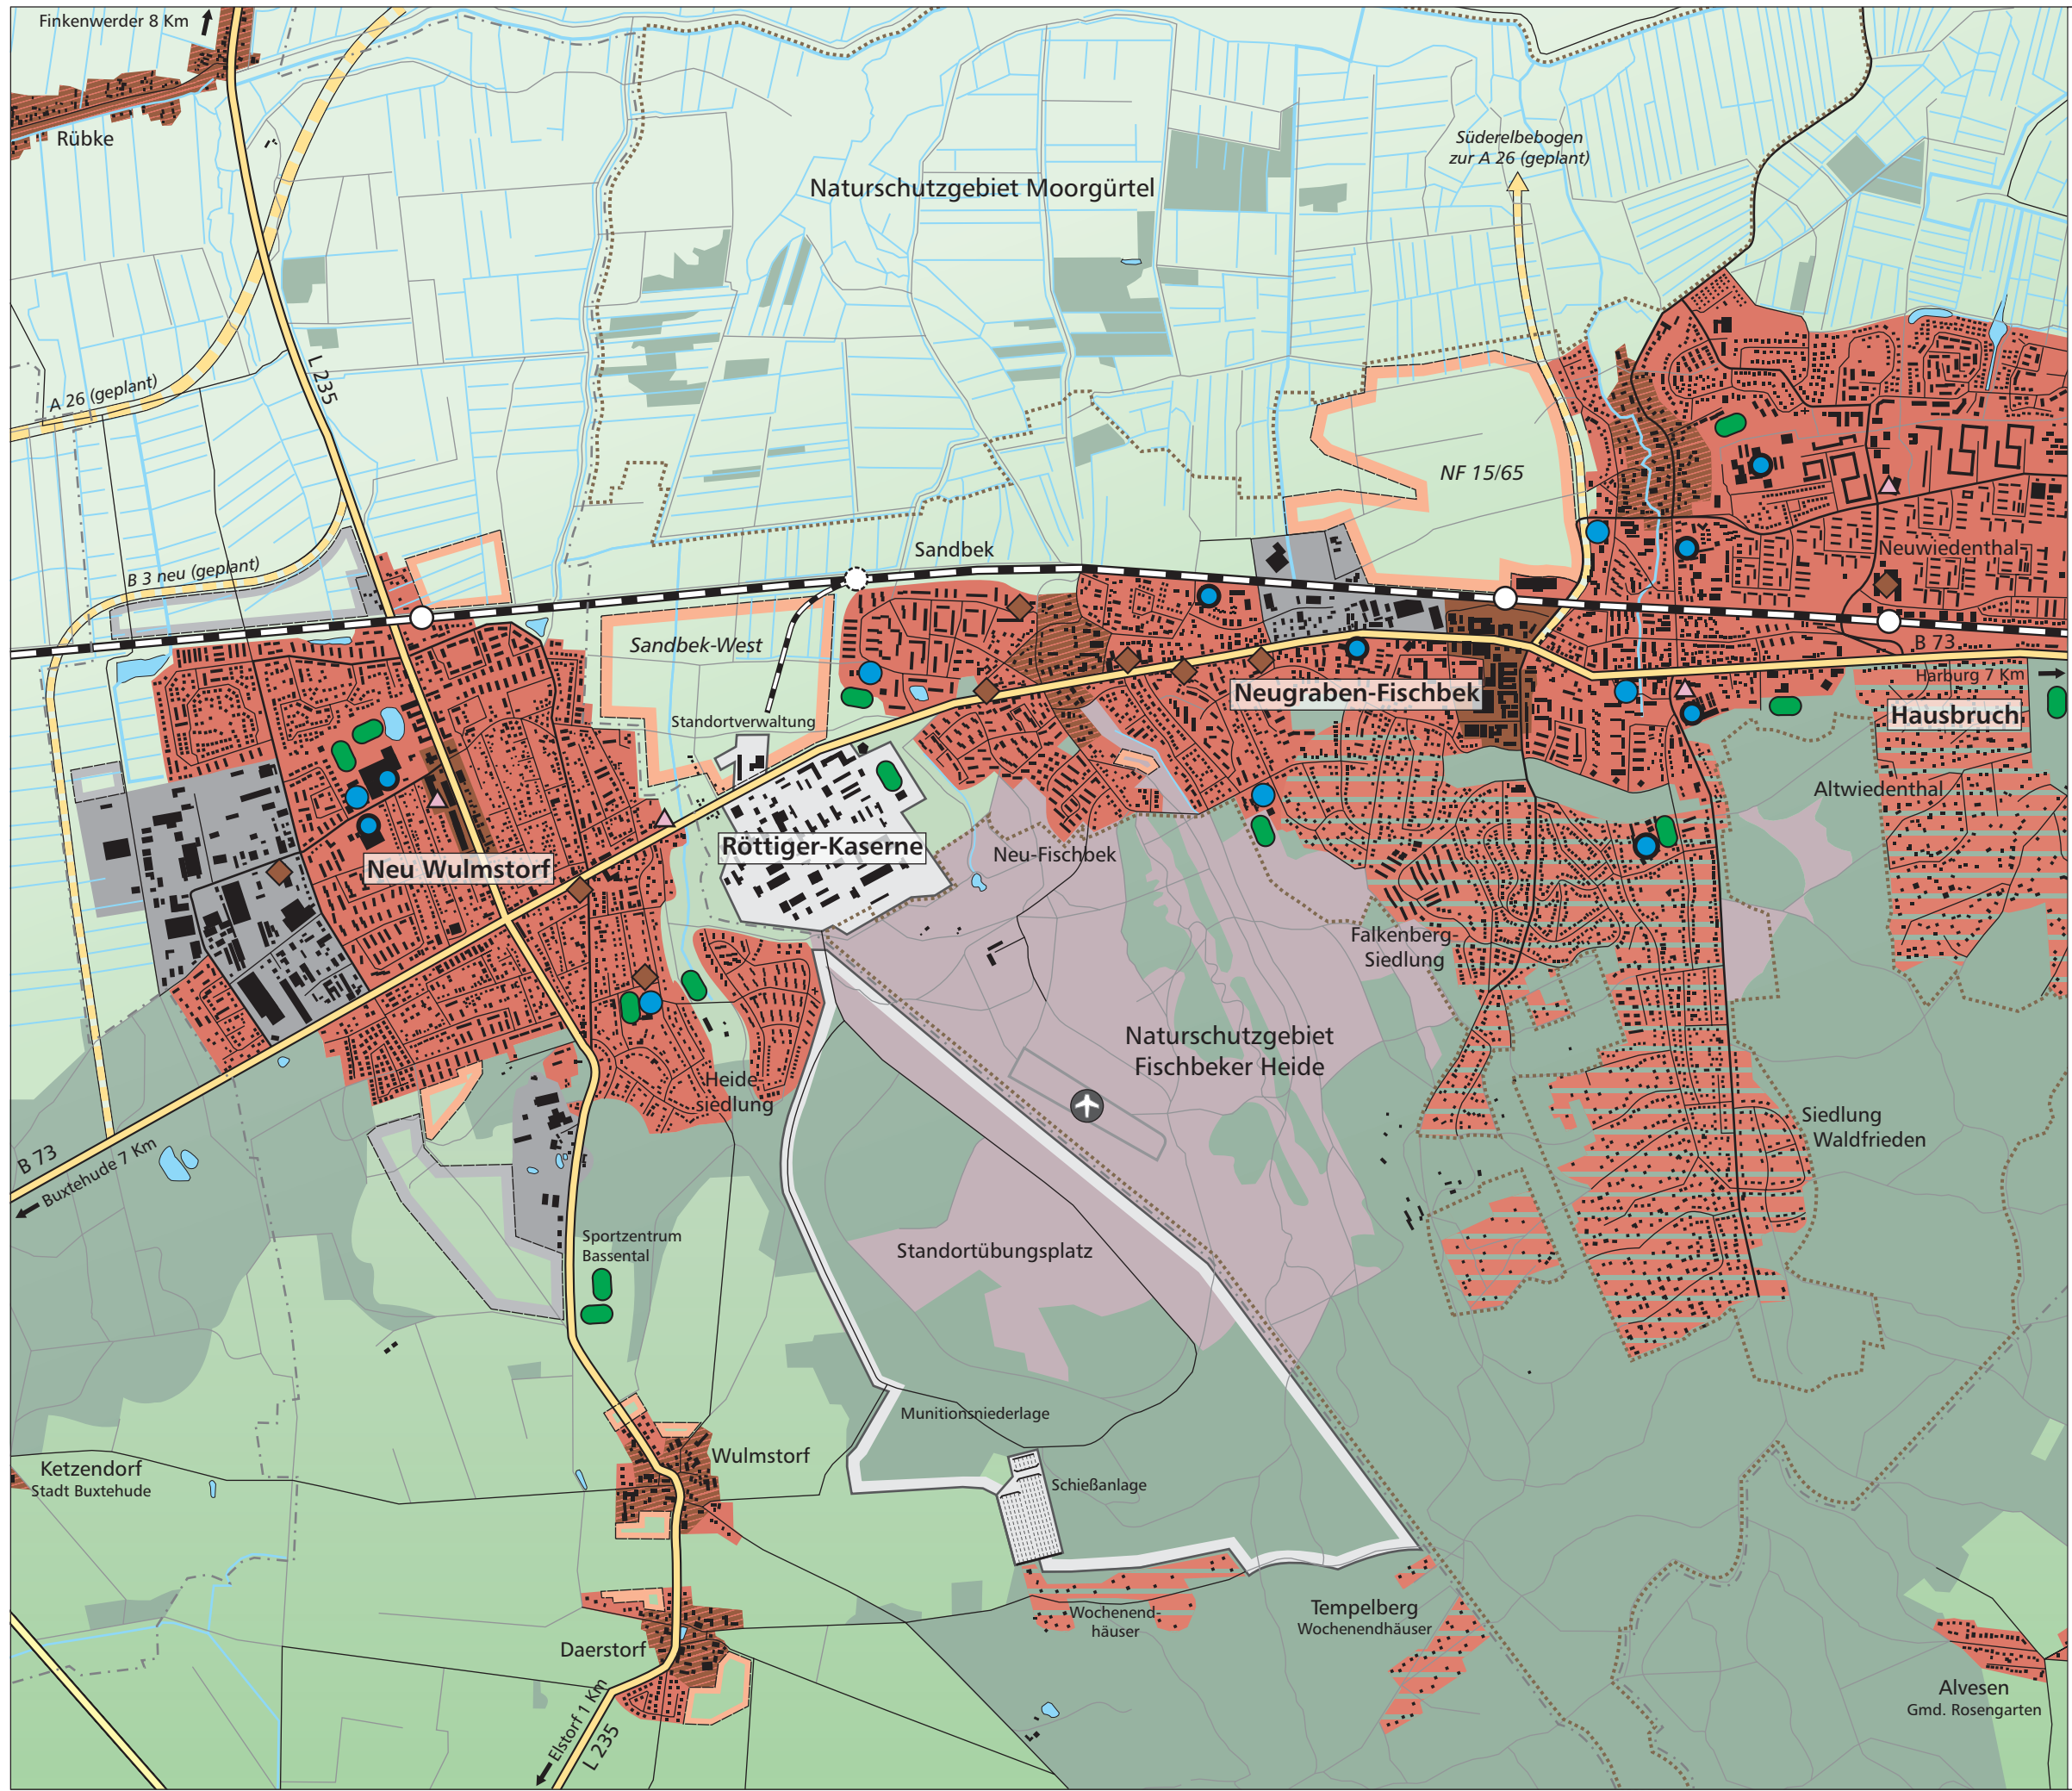 Finkenwerder 8 Km
Rübke
Süderelbebogen
zur A 26 (geplant)
Naturschutzgebiet Moorgürtel
L 235
A 26 (geplant)
NF 15/65
Sandbek
Neuwiedenthal
B 3 neu (geplant)
Sandbek-West
B 73
Harburg 7 Km
Neugraben-Fischbek
Hausbruch
Standortverwaltung
Altwiedenthal
Röttiger-Kaserne
Neu-Fischbek
Neu Wulmstorf
Falkenberg
Siedlung
Naturschutzgebiet
Fischbeker Heide
Heide-
siedlung
Siedlung
Waldfrieden
B 73
Buxtehude 7 Km
Sportzentrum
Bassental
Standortübungsplatz
Munitionsniederlage
Wulmstorf
Ketzendorf
Stadt Buxtehude
Schießanlage
Wochenend-
häuser
Tempelberg
Wochenendhäuser
Daerstorf
Elstorf 1 Km
L 235
Alvesen
Gmd. Rosengarten